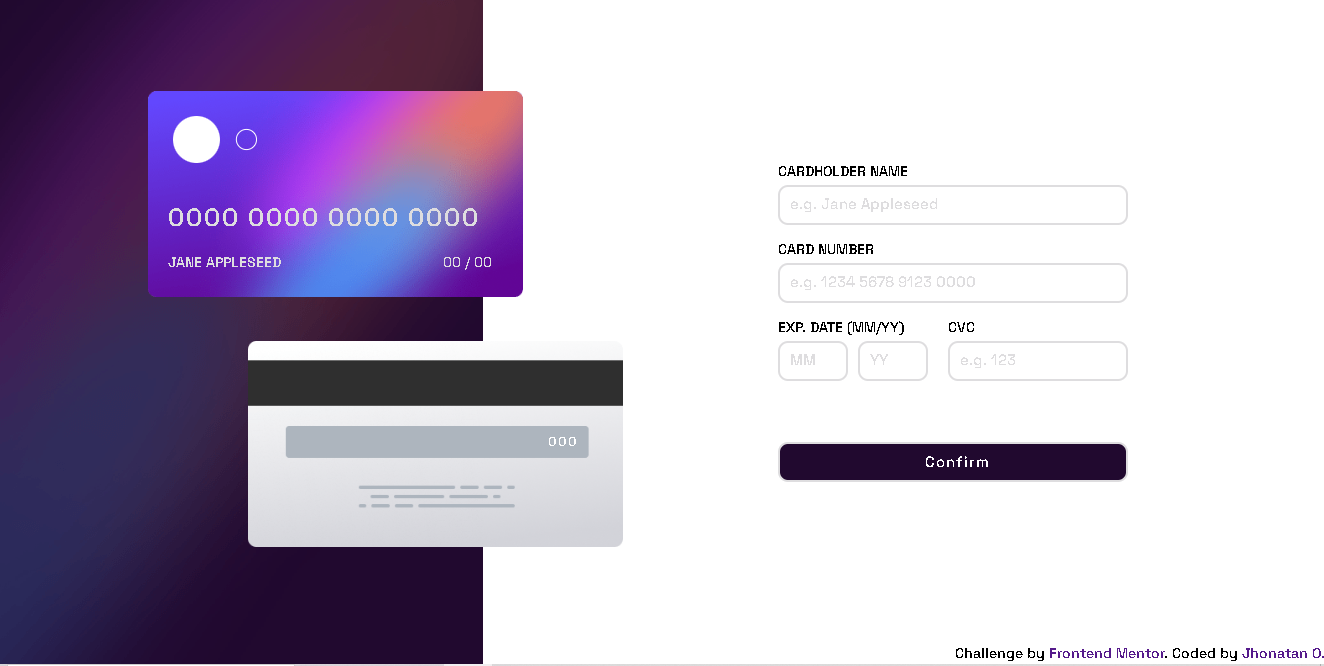 0000 0000 0000 0000
JANE APPLESEED 00 / 00
000
CARDHOLDER NAME
e.g. Jane Appleseed
CARD NUMBER
e.g. 1234 5678 9123 0000
EXP. DATE (MM/YY) CVC
MM YY e.g. 123
Confirm
Challenge by Frontend Mentor. Coded by Jhonatan O.